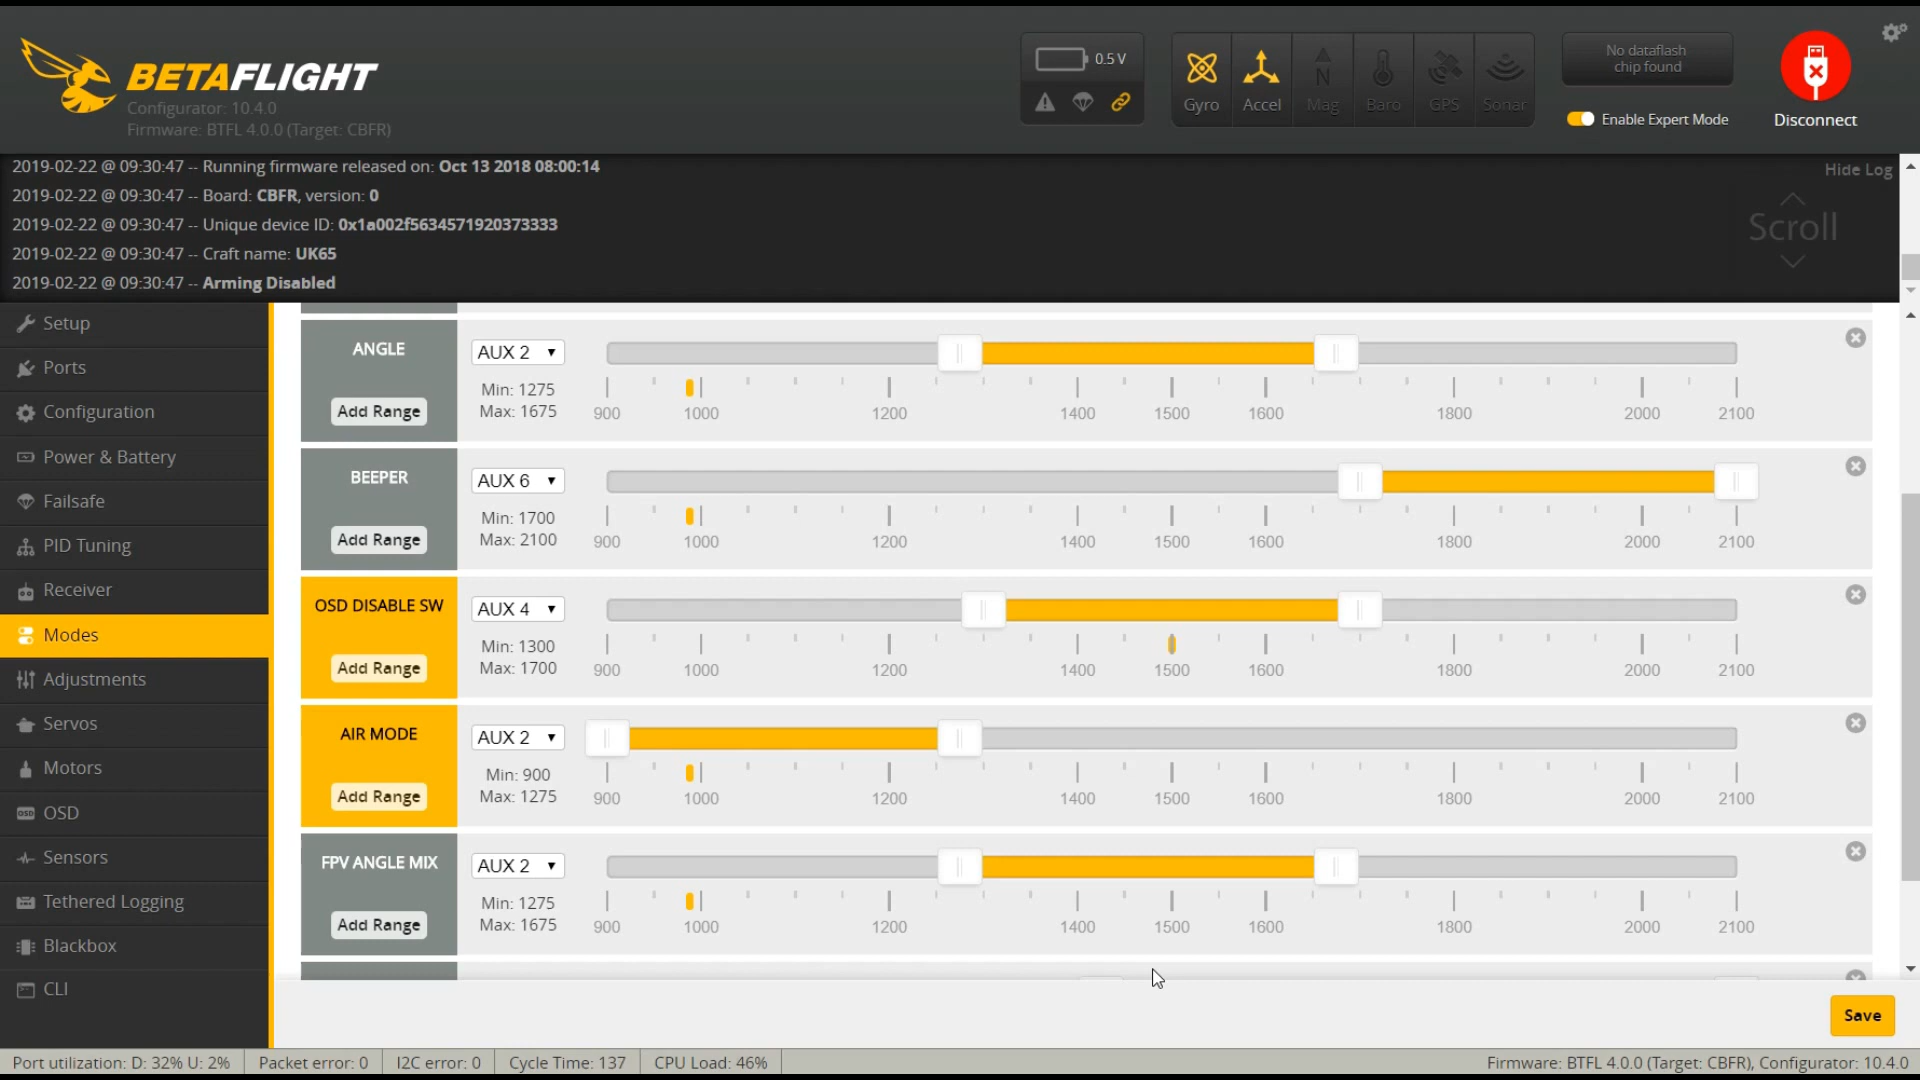 BETAFLIGHT
Configurator: 10.4.0
Firmware: BTFL 4.0.0 (Target: CBFR)
0.5 V
Gyro
Accel
Mag
Baro
GPS
Sonar
No dataflash
chip found
Enable Expert Mode
Disconnect
2019-02-22 @ 09:30:47 -- Running firmware released on: Oct 13 2018 08:00:14
2019-02-22 @ 09:30:47 -- Board: CBFR, version: 0
2019-02-22 @ 09:30:47 -- Unique device ID: 0x1a002f5634571920373333
2019-02-22 @ 09:30:47 -- Craft name: UK65
2019-02-22 @ 09:30:47 -- Arming Disabled
Hide Log
Scroll
Setup
Ports
Configuration
Power & Battery
Failsafe
PID Tuning
Receiver
Modes
Adjustments
Servos
Motors
OSD
Sensors
Tethered Logging
Blackbox
CLI
ANGLE
Add Range
AUX 2
Min: 1275
Max: 1675
900 1000 1200 1400 1500 1600 1800 2000 2100
BEEPER
Add Range
AUX 6
Min: 1700
Max: 2100
900 1000 1200 1400 1500 1600 1800 2000 2100
OSD DISABLE SW
Add Range
AUX 4
Min: 1300
Max: 1700
900 1000 1200 1400 1500 1600 1800 2000 2100
AIR MODE
Add Range
AUX 2
Min: 900
Max: 1275
900 1000 1200 1400 1500 1600 1800 2000 2100
FPV ANGLE MIX
Add Range
AUX 2
Min: 1275
Max: 1675
900 1000 1200 1400 1500 1600 1800 2000 2100
Save
Port utilization: D: 32% U: 2%
Packet error: 0
I2C error: 0
Cycle Time: 137
CPU Load: 46%
Firmware: BTFL 4.0.0 (Target: CBFR), Configurator: 10.4.0